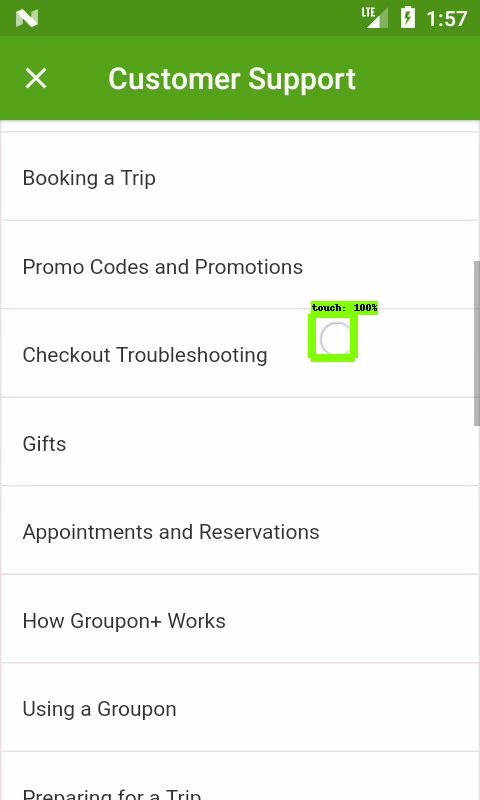 LTE 1:57
Customer Support
Booking a Trip
Promo Codes and Promotions
touch: 100%
Checkout Troubleshooting
Gifts
Appointments and Reservations
How Groupon+ Works
Using a Groupon
Preparing for a Trip